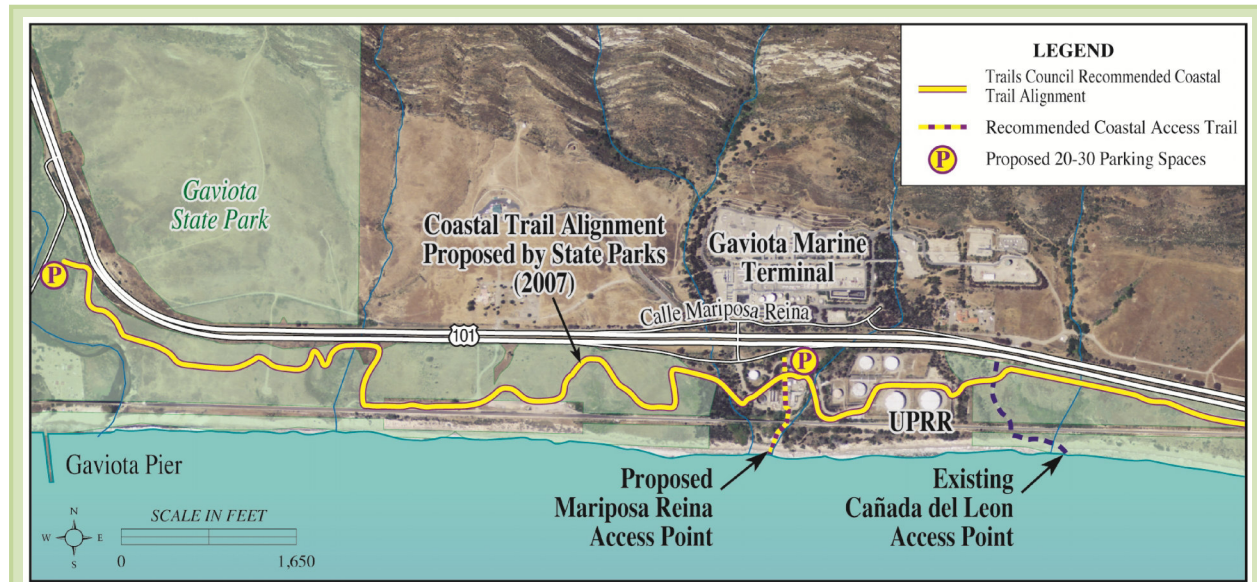 LEGEND
Trails Council Recommended Coastal
Trail Alignment
Recommended Coastal Access Trail
P
Proposed 20-30 Parking Spaces
Gaviota
State Park
Coastal Trail Alignment
Proposed by State Parks
(2007)
Gaviota Marine
Terminal
Calle Mariposa Reina
101
P
P
UPRR
Gaviota Pier
Proposed
Mariposa Reina
Access Point
Existing
Cañada del Leon
Access Point
N
W
E
S
SCALE IN FEET
0
1,650